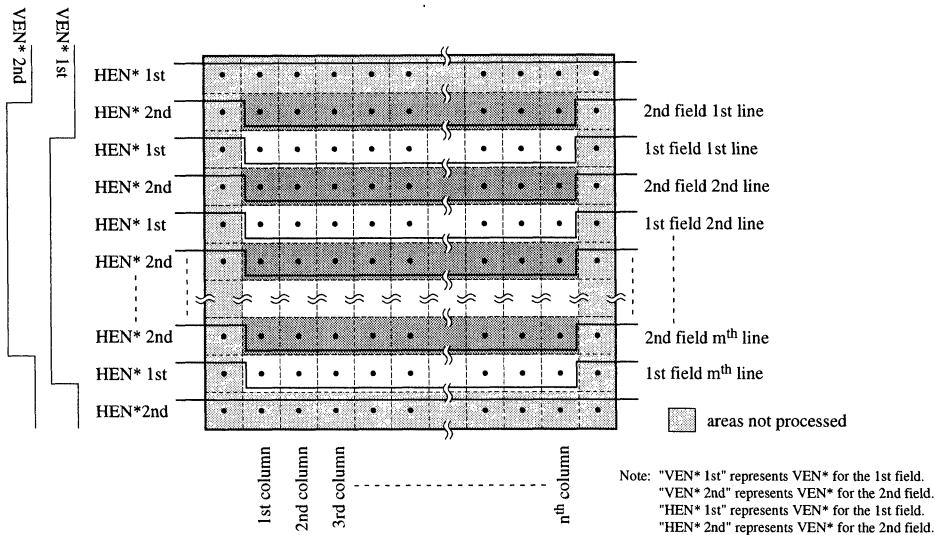 VEN* 2nd
VEN* 1st
HEN* 1st
HEN* 2nd
2nd field 1st line
HEN* 1st
1st field 1st line
HEN* 2nd
2nd field 2nd line
HEN* 1st
1st field 2nd line
HEN* 2nd
HEN* 2nd
2nd field mth line
HEN* 1st
1st field mth line
HEN*2nd
areas not processed
1st column
2nd column
3rd column
nth column
Note: "VEN* 1st" represents VEN* for the 1st field.
"VEN* 2nd" represents VEN* for the 2nd field.
"HEN* 1st" represents VEN* for the 1st field.
"HEN* 2nd" represents VEN* for the 2nd field.